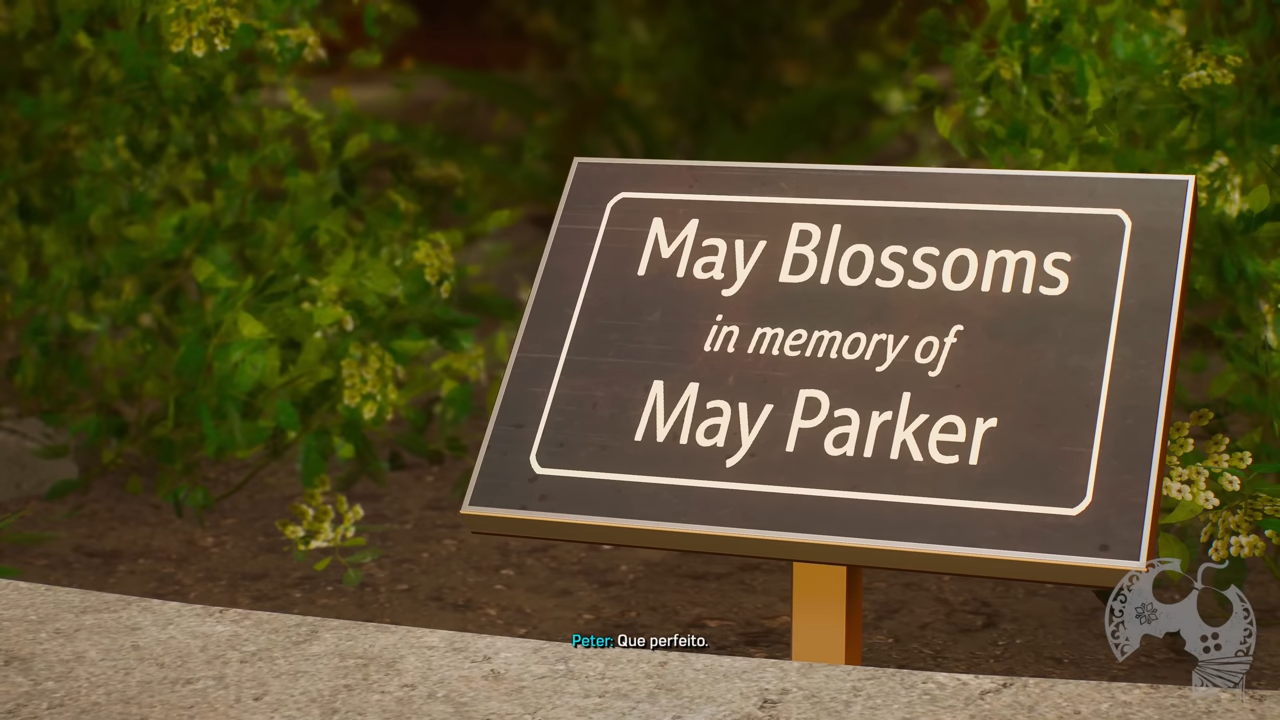 May Blossoms
in memory of
May Parker
Peter: Que perfeito.